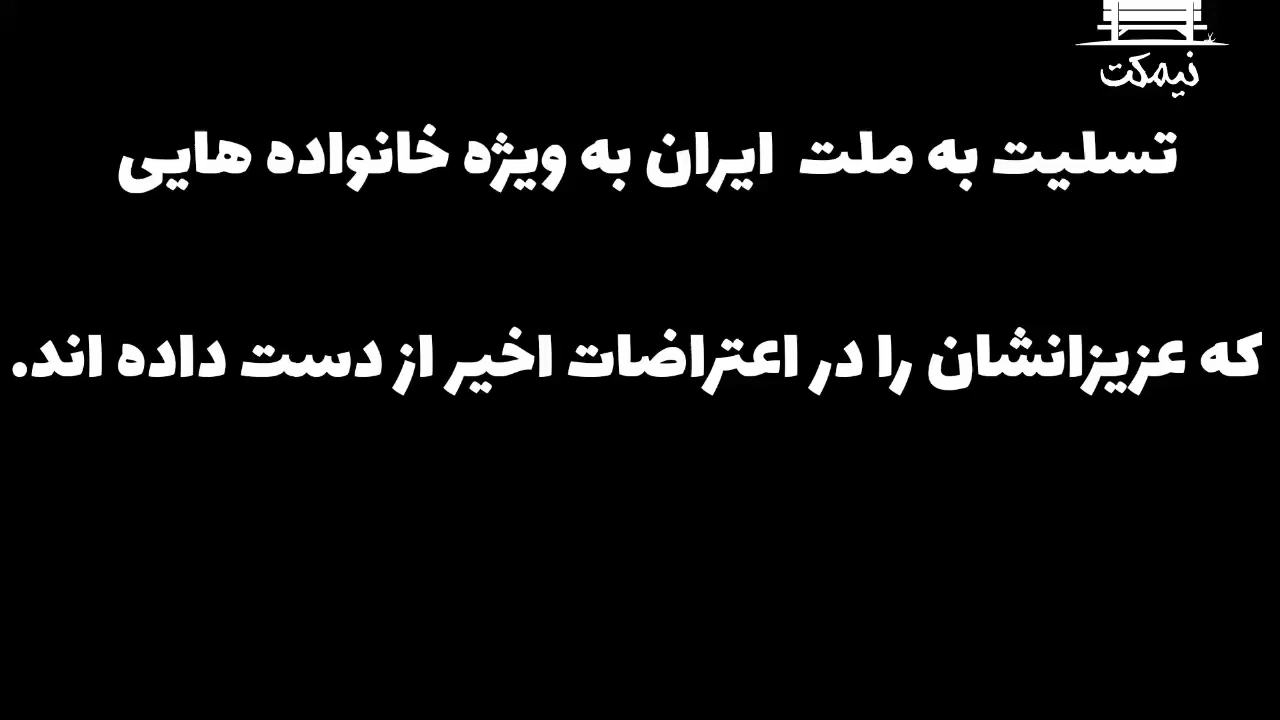 نیمکت
تسلیت به ملت ایران به ویژه خانواده هایی
که عزیزانشان را در اعتراضات اخیر از دست داده اند.